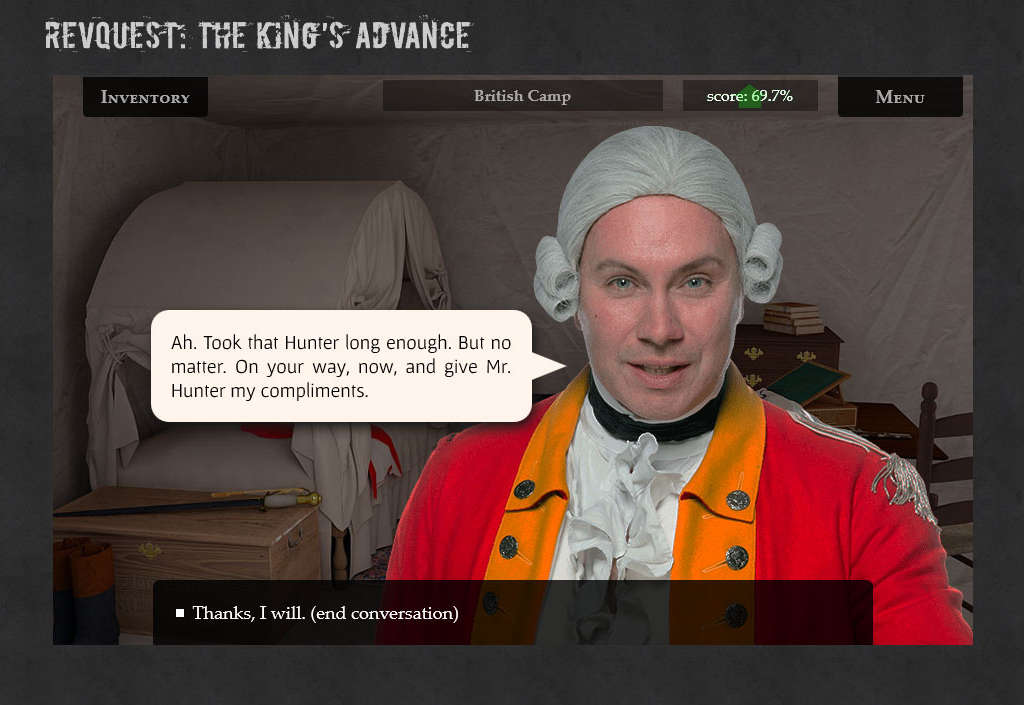 REVQUEST: THE KING'S ADVANCE
INVENTORY
British Camp
score: 69.7%
MENU
Ah. Took that Hunter long enough. But no
matter. On your way, now, and give Mr.
Hunter my compliments.
Thanks, I will. (end conversation)